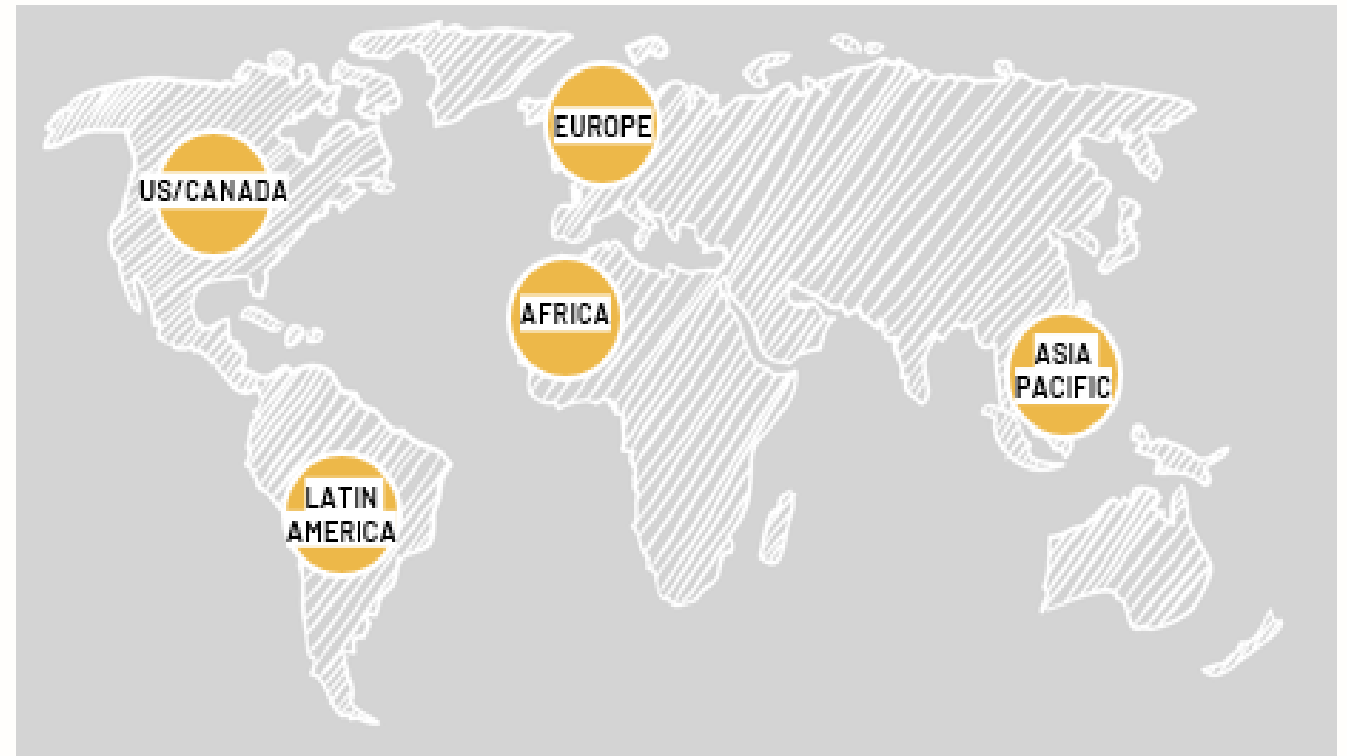 EUROPE
US/CANADA
AFRICA
ASIA
PACIFIC
LATIN
AMERICA